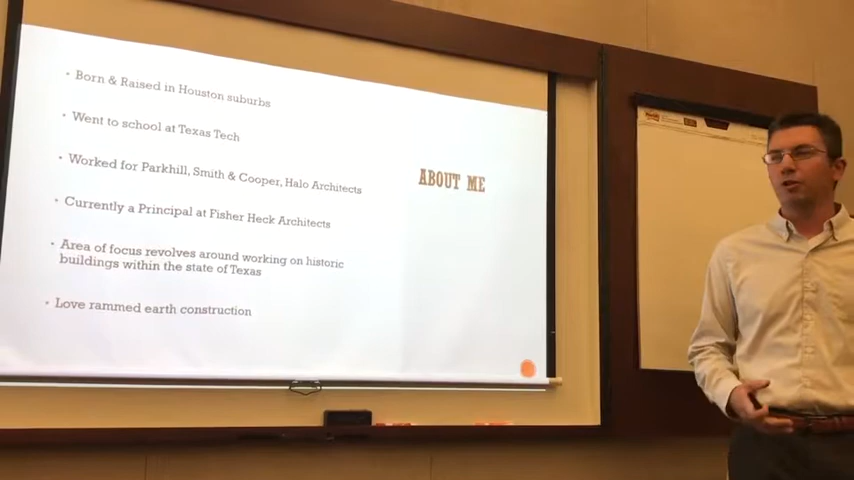 • Born & Raised in Houston suburbs
• Went to school at Texas Tech
• Worked for Parkhill, Smith & Cooper, Halo Architects
• Currently a Principal at Fisher Heck Architects
• Area of focus revolves around working on historic
buildings within the state of Texas
• Love rammed earth construction
ABOUT ME